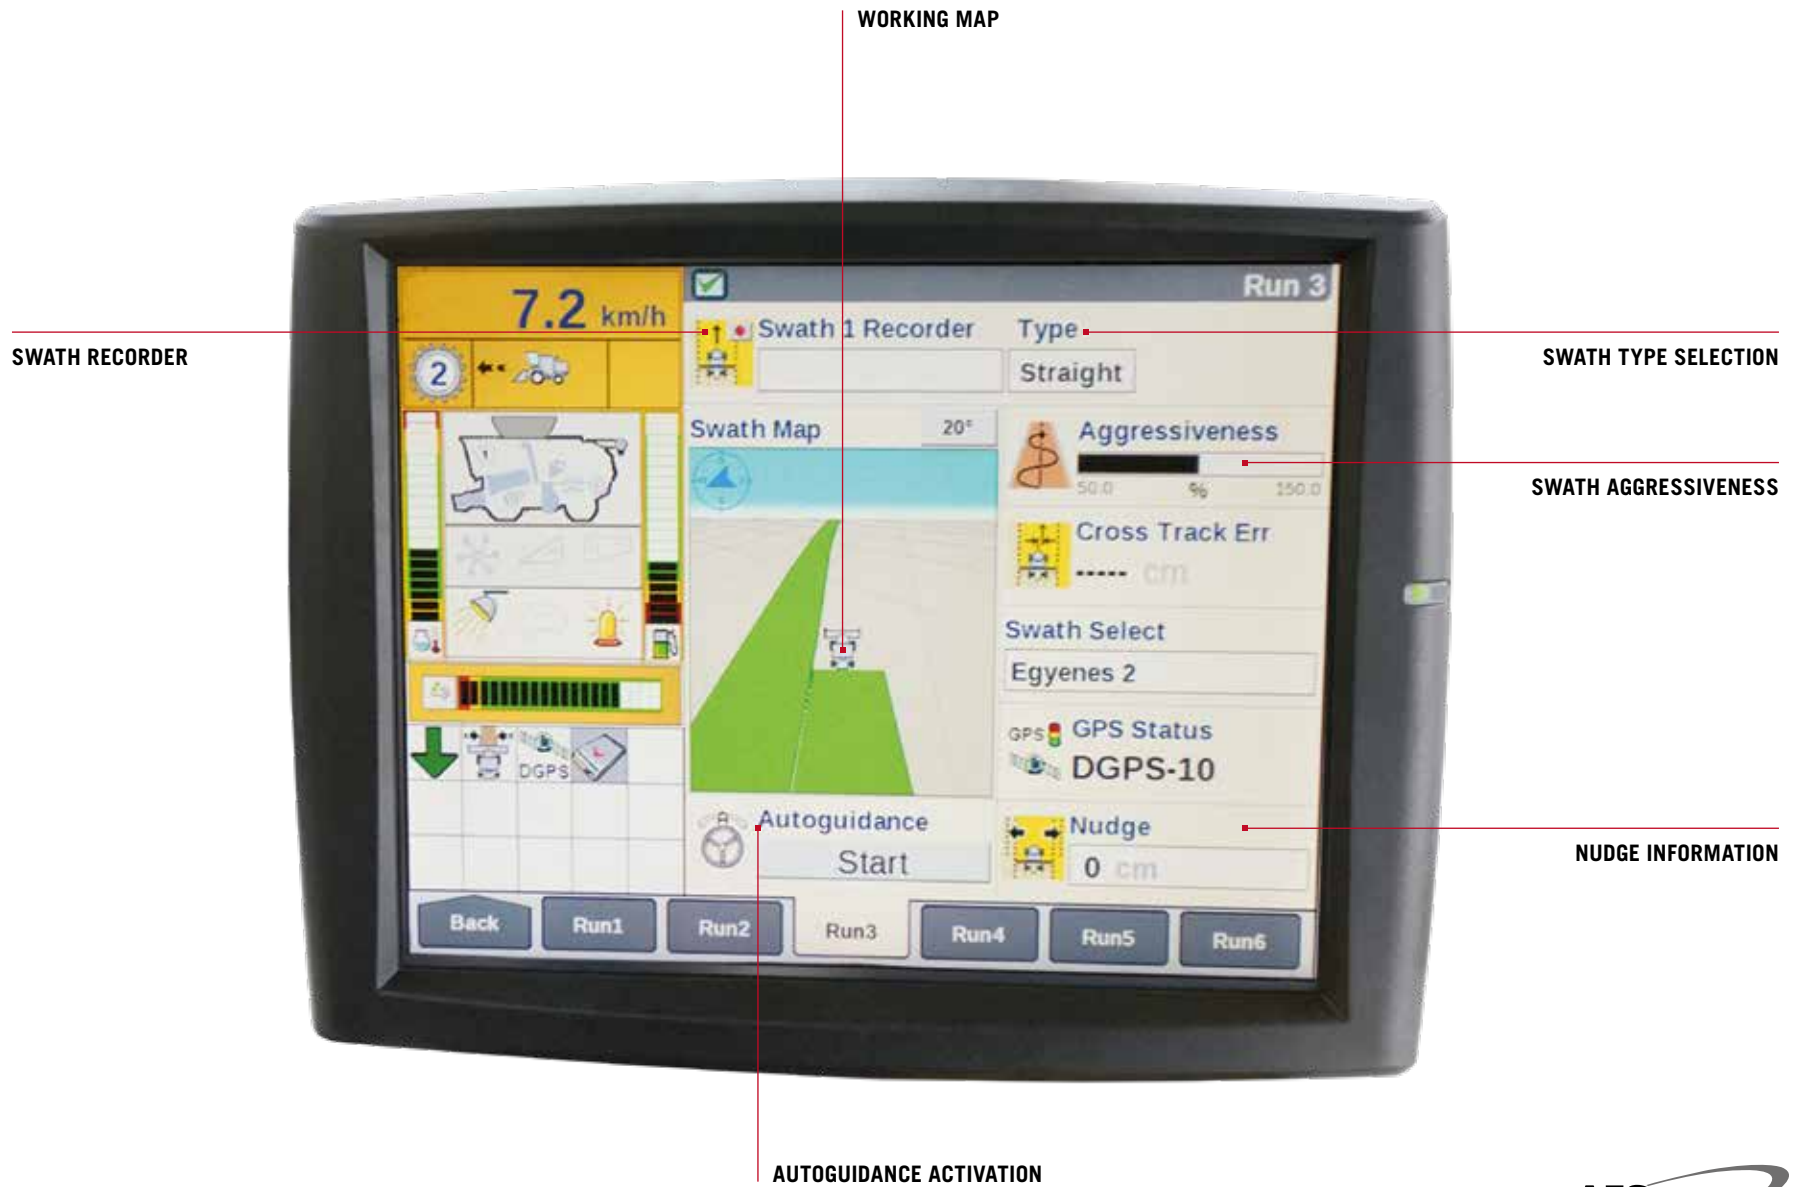 WORKING MAP
7.2 km/h
Run 3
Swath 1 Recorder
Type
SWATH RECORDER
SWATH TYPE SELECTION
2
Straight
Swath Map
20°
Aggressiveness
50.0 % 150.0
SWATH AGGRESSIVENESS
Cross Track Err
----- cm
Swath Select
Egyenes 2
GPS
GPS Status
DGPS-10
DGPS
Autoguidance
Start
Nudge
0 cm
NUDGE INFORMATION
Back
Run1
Run2
Run3
Run4
Run5
Run6
AUTOGUIDANCE ACTIVATION